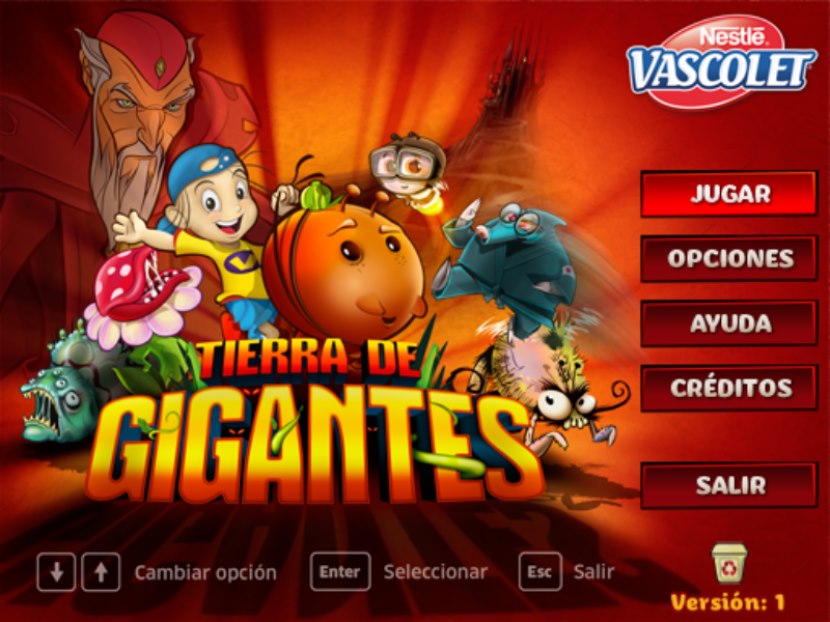 Nestlé
VASCOLET
JUGAR
OPCIONES
AYUDA
CRÉDITOS
SALIR
TIERRA DE
GIGANTES
V
Cambiar opción
Enter Seleccionar
Esc Salir
Versión: 1